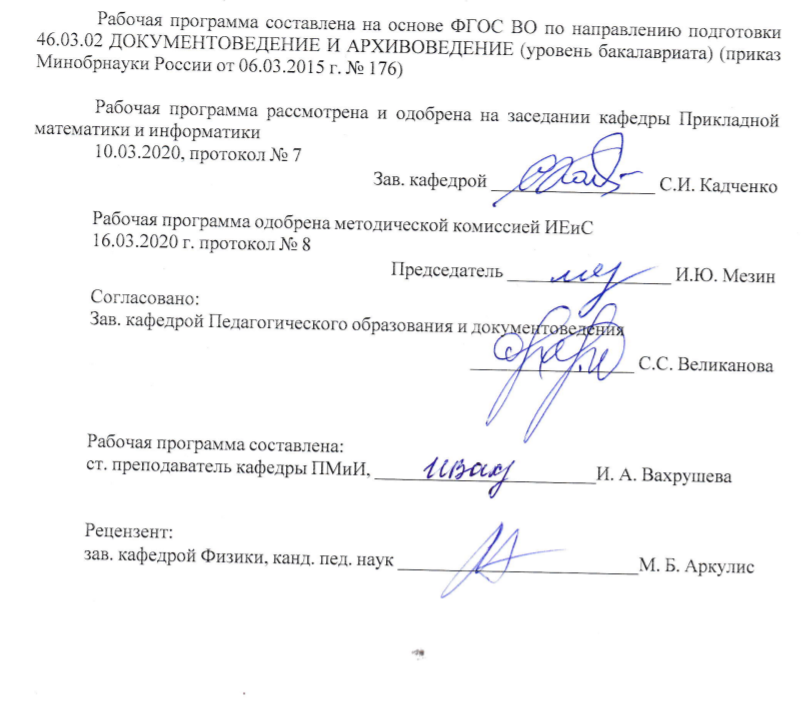 Рабочая программа составлена на основе ФГОС ВО по направлению подготовки
46.03.02 ДОКУМЕНТОВЕДЕНИЕ И АРХИВОВЕДЕНИЕ (уровень бакалавриата) (приказ
Минобрнауки России от 06.03.2015 г. № 176)
Рабочая программа рассмотрена и одобрена на заседании кафедры Прикладной
математики и информатики
10.03.2020, протокол № 7
Зав. кафедрой С.И. Кадченко
Рабочая программа одобрена методической комиссией ИЕиС
16.03.2020 г. протокол № 8
Председатель И.Ю. Мезин
Согласовано:
Зав. кафедрой Педагогического образования и документоведения
С.С. Великанова
Рабочая программа составлена:
ст. преподаватель кафедры ПМиИ, И. А. Вахрушева
Рецензент:
зав. кафедрой Физики, канд. пед. наук М. Б. Аркулис